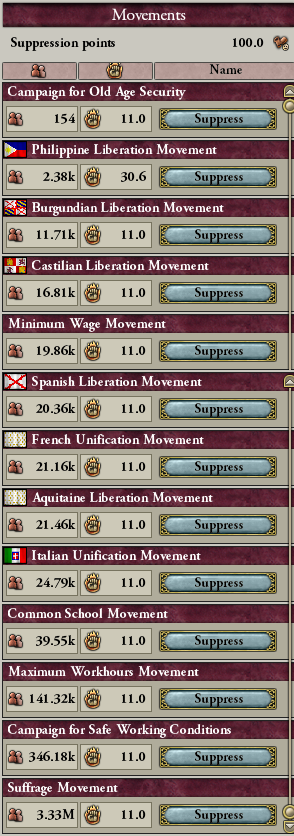 Movements
Suppression points 100.0
Name
Campaign for Old Age Security
154 11.0 Suppress
Philippine Liberation Movement
2.38k 30.6 Suppress
Burgundian Liberation Movement
11.71k 11.0 Suppress
Castilian Liberation Movement
16.81k 11.0 Suppress
Minimum Wage Movement
19.86k 11.0 Suppress
Spanish Liberation Movement
20.36k 11.0 Suppress
French Unification Movement
21.16k 11.0 Suppress
Aquitaine Liberation Movement
21.46k 11.0 Suppress
Italian Unification Movement
24.79k 11.0 Suppress
Common School Movement
39.55k 11.0 Suppress
Maximum Workhours Movement
141.32k 11.0 Suppress
Campaign for Safe Working Conditions
346.18k 11.0 Suppress
Suffrage Movement
3.33M 11.0 Suppress